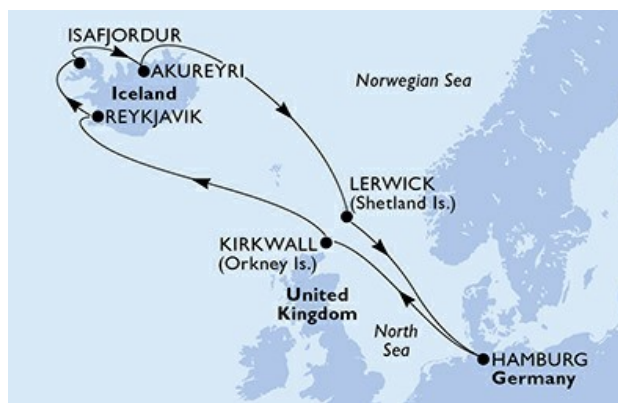 ISAFJORDUR
AKUREYRI
Iceland
REYKJAVIK
Norwegian Sea
LERWICK
(Shetland Is.)
KIRKWALL
(Orkney Is.)
United
Kingdom
North
Sea
HAMBURG
Germany